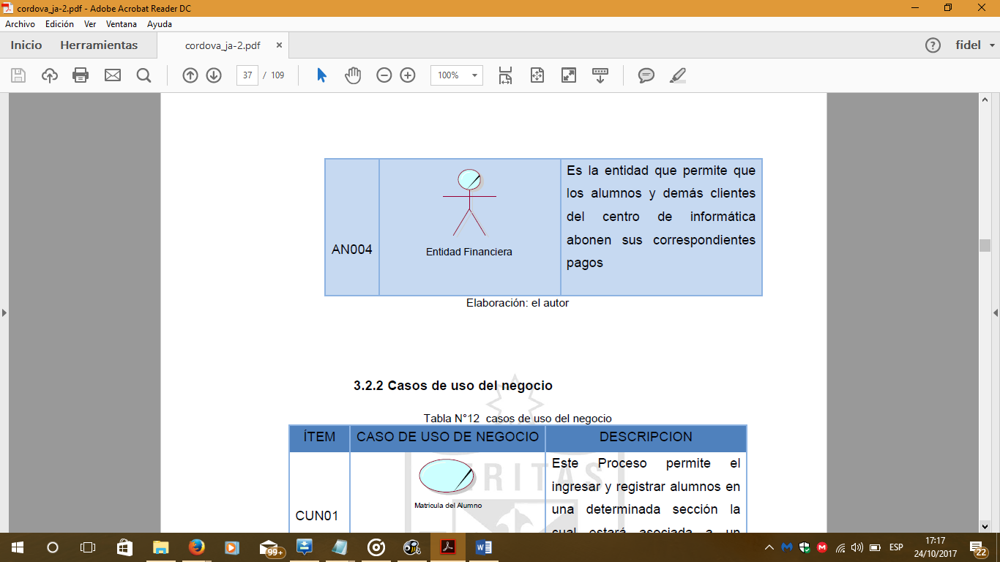 cordova_ja-2.pdf - Adobe Acrobat Reader DC
Archivo Edición Ver Ventana Ayuda
Inicio Herramientas cordova_ja-2.pdf × fidel
37 / 109 100%
AN004
Entidad Financiera
Es la entidad que permite que
los alumnos y demás clientes
del centro de informática
abonen sus correspondientes
pagos
Elaboración: el autor
3.2.2 Casos de uso del negocio
Tabla N°12 casos de uso del negocio
ÍTEM CASO DE USO DE NEGOCIO DESCRIPCION
CUN01
Matricula del Alumno
Este Proceso permite el
ingresar y registrar alumnos en
una determinada sección la
cual estará asociada a un
RITAS
99+
ESP
17:17
24/10/2017
22